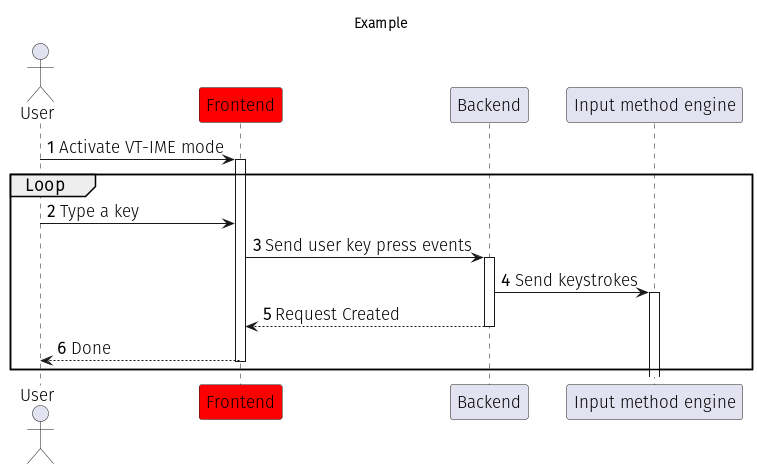 Example
User
Frontend
Backend
Input method engine
1 Activate VT-IME mode
Loop
2 Type a key
3 Send user key press events
4 Send keystrokes
5 Request Created
6 Done
User
Frontend
Backend
Input method engine